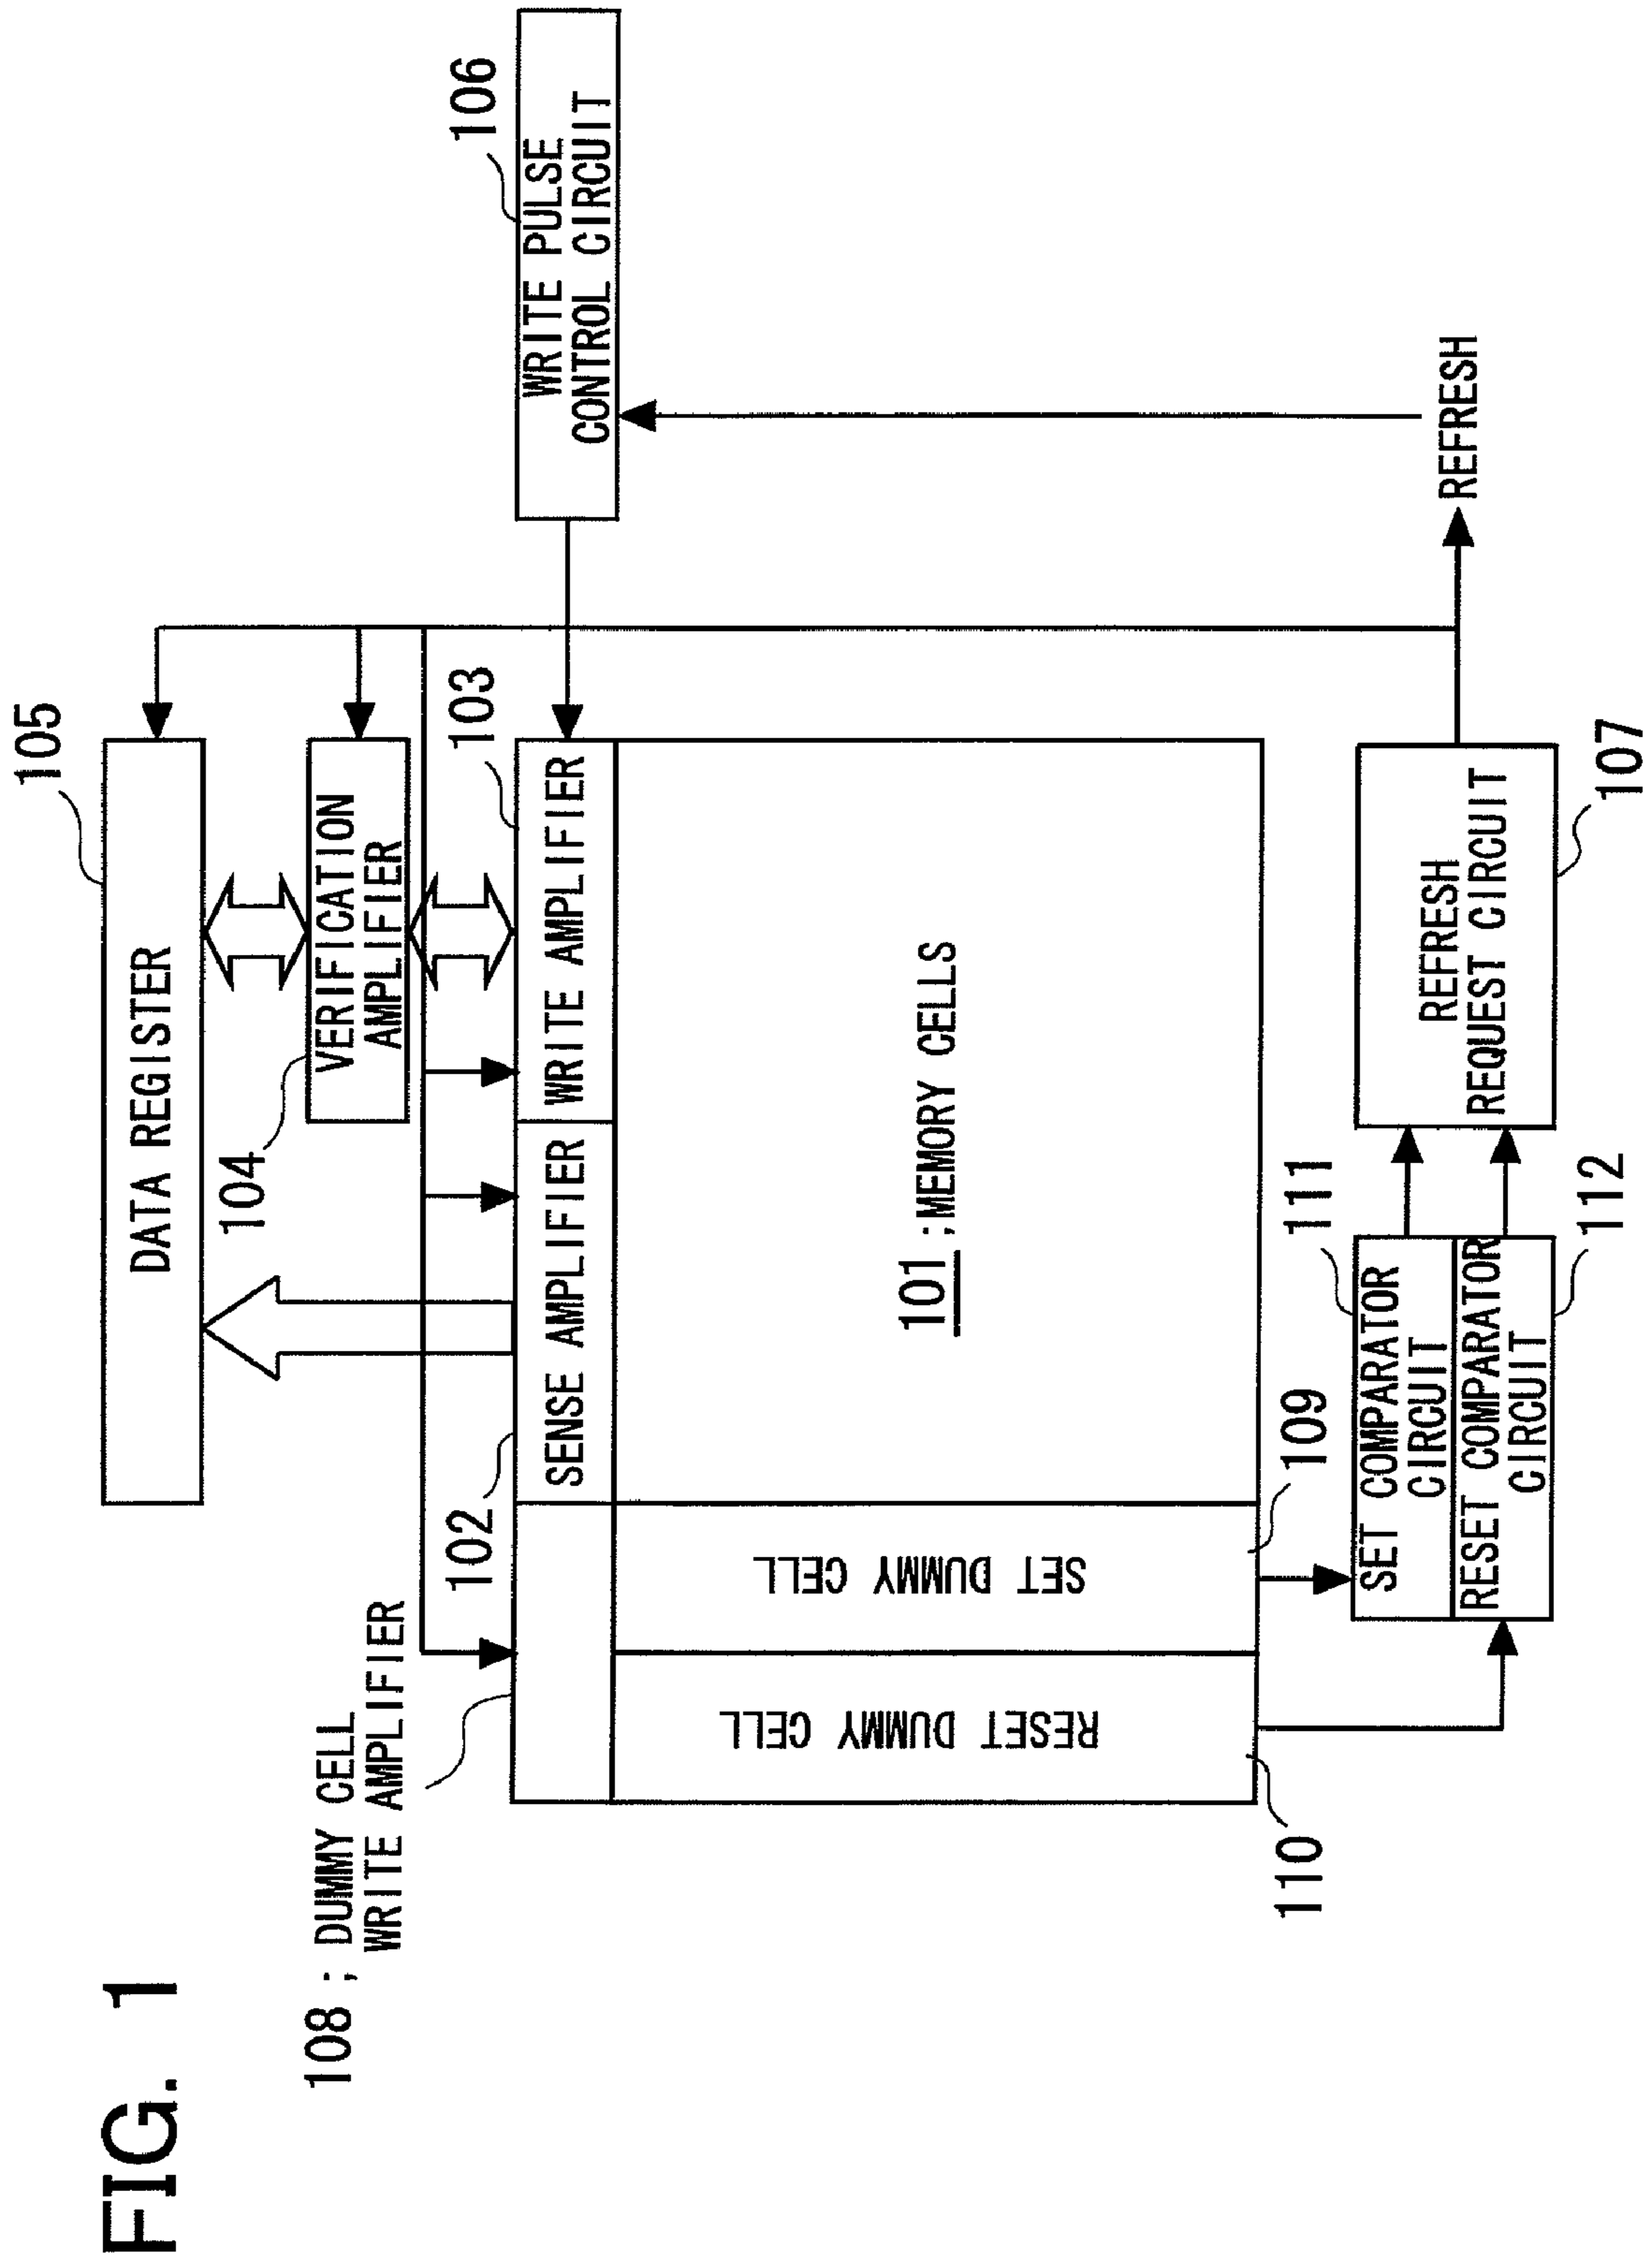 FIG. 1
105
DATA REGISTER
104
VERIFICATION
AMPLIFIER
108 ; DUMMY CELL
WRITE AMPLIFIER
102
103
106
SENSE AMPLIFIER
WRITE AMPLIFIER
WRITE PULSE
CONTROL CIRCUIT
RESET DUMMY CELL
SET DUMMY CELL
101 ;MEMORY CELLS
110
109
111
SET COMPARATOR
CIRCUIT
RESET COMPARATOR
CIRCUIT
112
REFRESH
REQUEST CIRCUIT
107
REFRESH